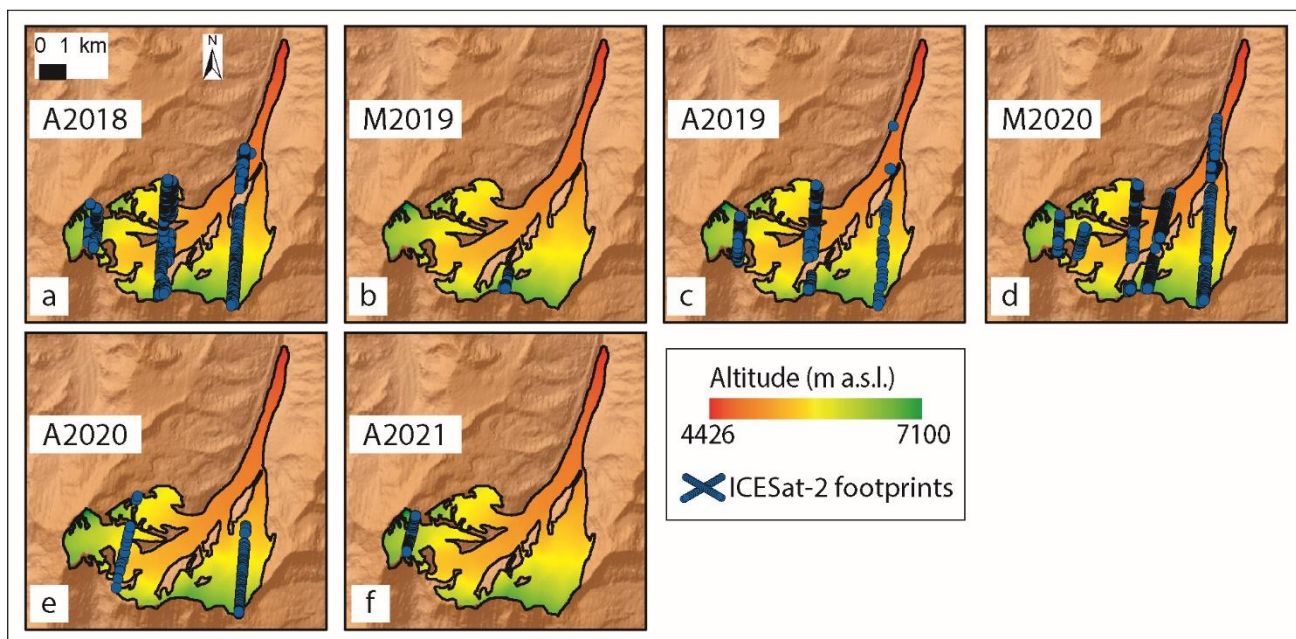 0 1 km
N
A2018
a
M2019
b
A2019
c
M2020
d
A2020
e
A2021
f
Altitude (m a.s.l.)
4426 7100
ICESat-2 footprints